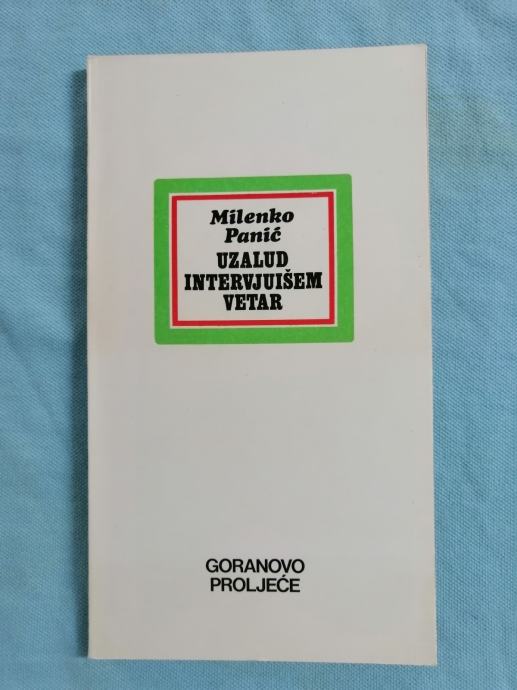 Milenko
Panić
UZALUD
INTERVJUIŠEM
VETAR
GORANOVO
PROLJEĆE